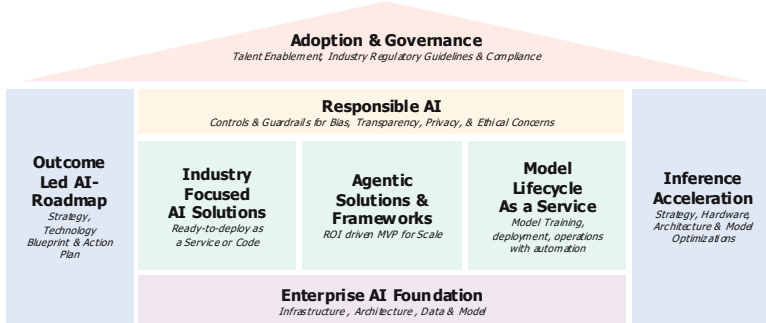 Adoption & Governance
Talent Enablement, Industry Regulatory Guidelines & Compliance
Responsible AI
Controls & Guardrails for Bias, Transparency, Privacy, & Ethical Concerns
Outcome
Led AI-
Roadmap
Strategy,
Technology
Blueprint & Action
Plan
Industry
Focused
AI Solutions
Ready-to-deploy as
a Service or Code
Agentic
Solutions &
Frameworks
ROI driven MVP for Scale
Model
Lifecycle
As a Service
Model Training,
deployment, operations
with automation
Inference
Acceleration
Strategy, Hardware,
Architecture & Model
Optimizations
Enterprise AI Foundation
Infrastructure, Architecture, Data & Model